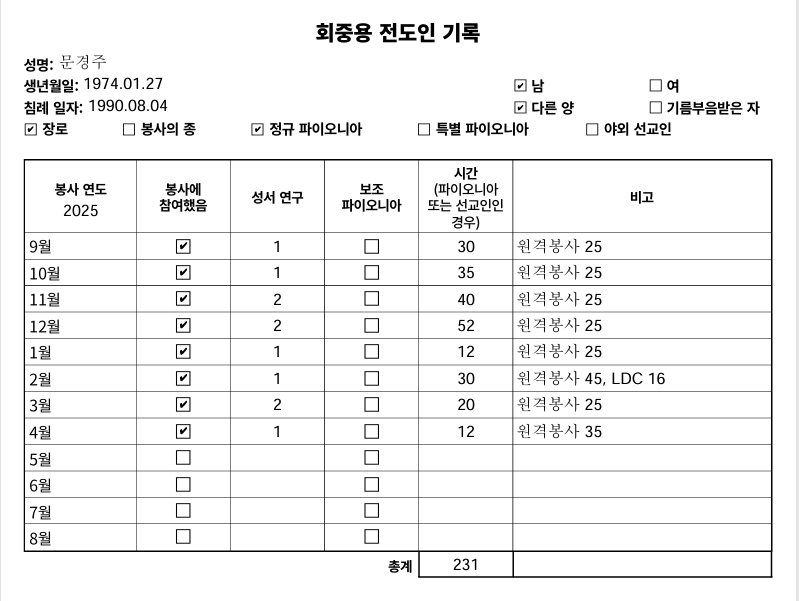 회중용 전도인 기록
성명: 문경주
생년월일: 1974.01.27 ☑ 남 ☐ 여
침례 일자: 1990.08.04 ☑ 다른 양 ☐ 기름부음받은 자
☑ 장로 ☐ 봉사의 종 ☑ 정규 파이오니아 ☐ 특별 파이오니아 ☐ 야외 선교인
봉사 연도 2025 봉사에 참여했음 성서 연구 보조 파이오니아 시간 (파이오니아 또는 선교인인 경우) 비고
9월 ☑ 1 ☐ 30 원격봉사 25
10월 ☑ 1 ☐ 35 원격봉사 25
11월 ☑ 2 ☐ 40 원격봉사 25
12월 ☑ 2 ☐ 52 원격봉사 25
1월 ☑ 1 ☐ 12 원격봉사 25
2월 ☑ 1 ☐ 30 원격봉사 45, LDC 16
3월 ☑ 2 ☐ 20 원격봉사 25
4월 ☑ 1 ☐ 12 원격봉사 35
5월 ☐ ☐
6월 ☐ ☐
7월 ☐ ☐
8월 ☐ ☐
총계 231